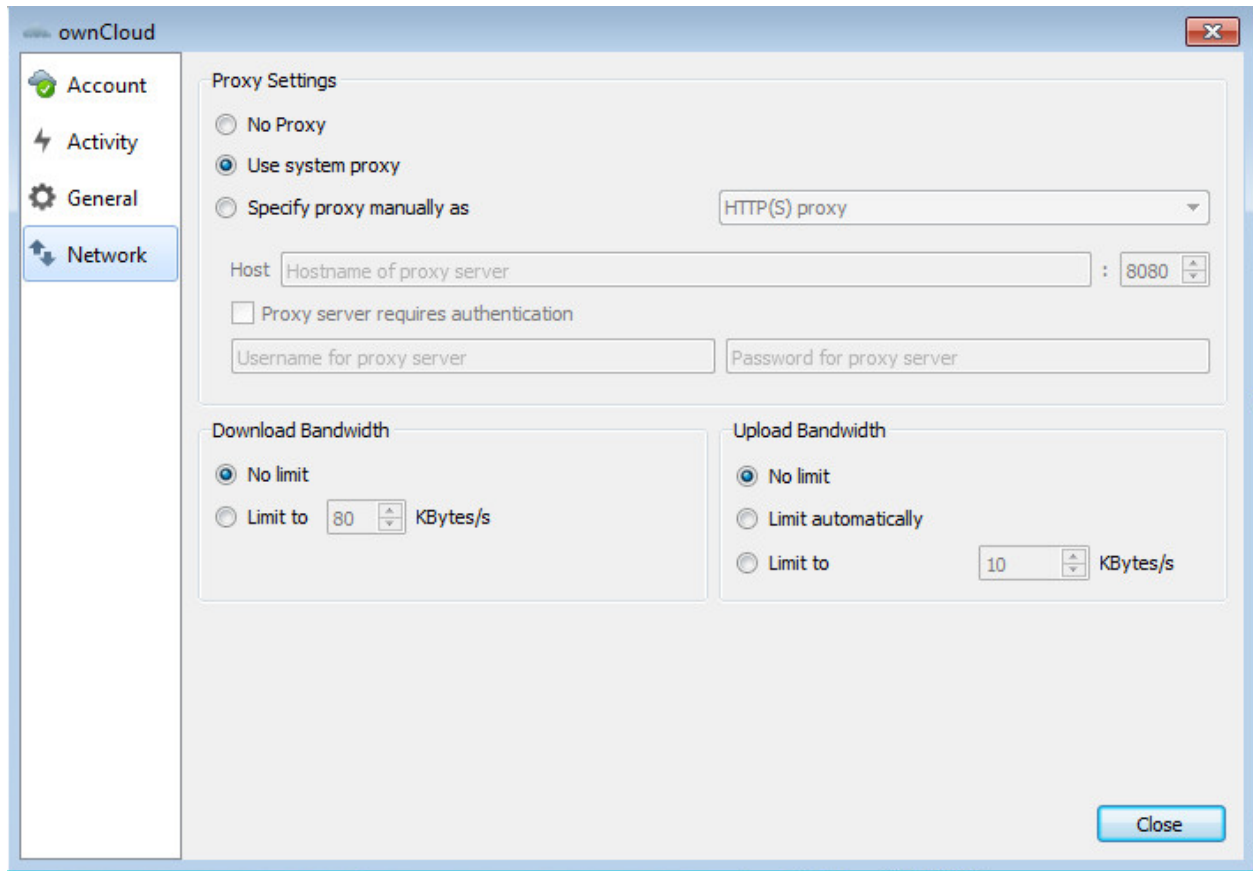 ownCloud
Account
Activity
General
Network
Proxy Settings
No Proxy
Use system proxy
Specify proxy manually as HTTP(S) proxy
Host Hostname of proxy server : 8080
Proxy server requires authentication
Username for proxy server Password for proxy server
Download Bandwidth
No limit
Limit to 80 KBytes/s
Upload Bandwidth
No limit
Limit automatically
Limit to 10 KBytes/s
Close